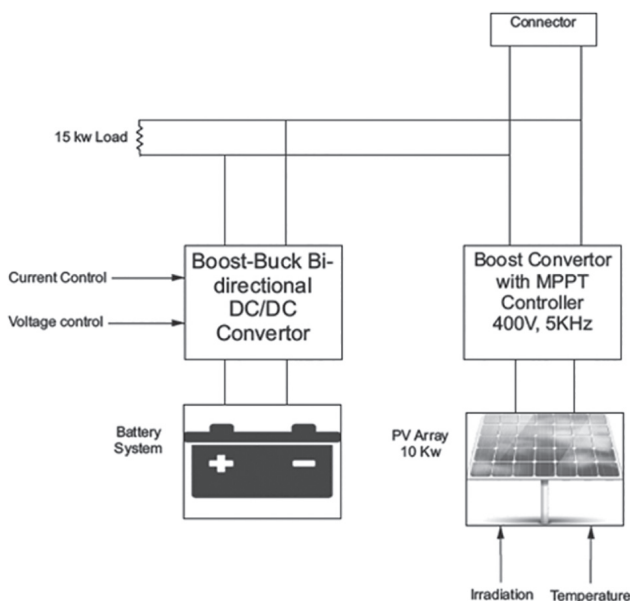 Connector
15 kw Load
Boost-Buck Bi-
directional
DC/DC
Convertor
Boost Convertor
with MPPT
Controller
400V, 5KHz
Current Control
Voltage control
Battery
System
PV Array
10 Kw
Irradiation
Temperature